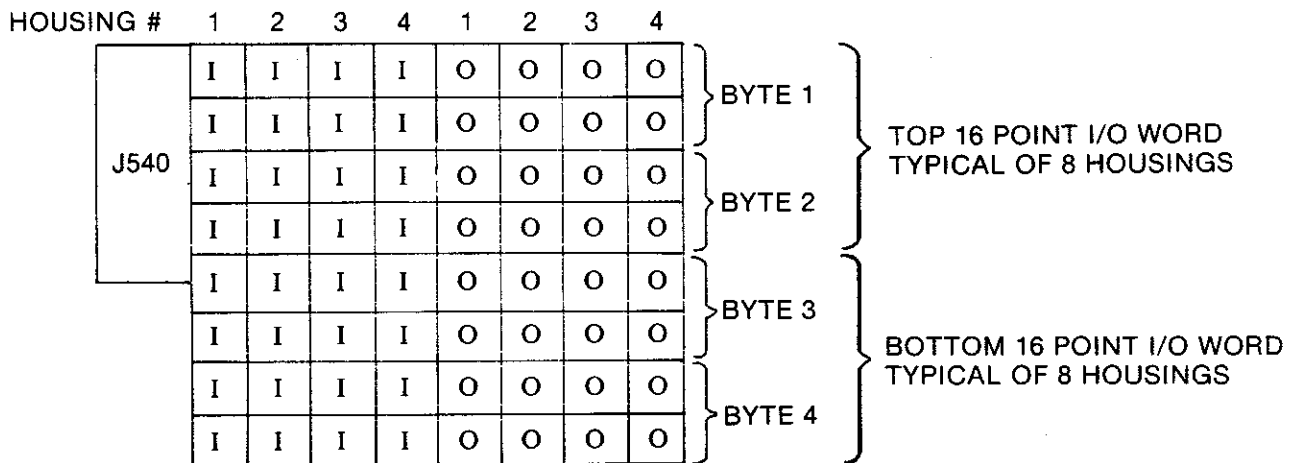 HOUSING # 1 2 3 4 1 2 3 4
I I I I O O O O
BYTE 1
I I I I O O O O
TOP 16 POINT I/O WORD
TYPICAL OF 8 HOUSINGS
J540
I I I I O O O O
BYTE 2
I I I I O O O O
I I I I O O O O
BYTE 3
I I I I O O O O
BOTTOM 16 POINT I/O WORD
TYPICAL OF 8 HOUSINGS
I I I I O O O O
BYTE 4
I I I I O O O O